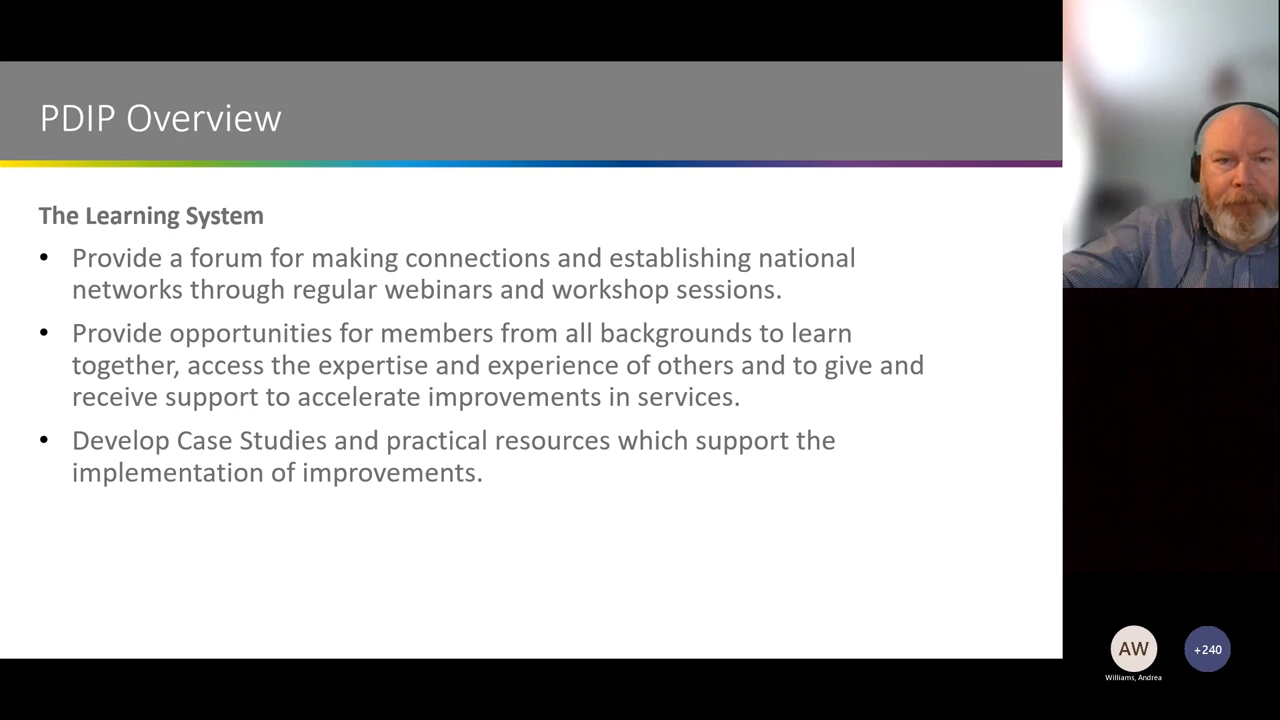 PDIP Overview
The Learning System
• Provide a forum for making connections and establishing national
networks through regular webinars and workshop sessions.
• Provide opportunities for members from all backgrounds to learn
together, access the expertise and experience of others and to give and
receive support to accelerate improvements in services.
• Develop Case Studies and practical resources which support the
implementation of improvements.
AW
+240
Williams, Andrea